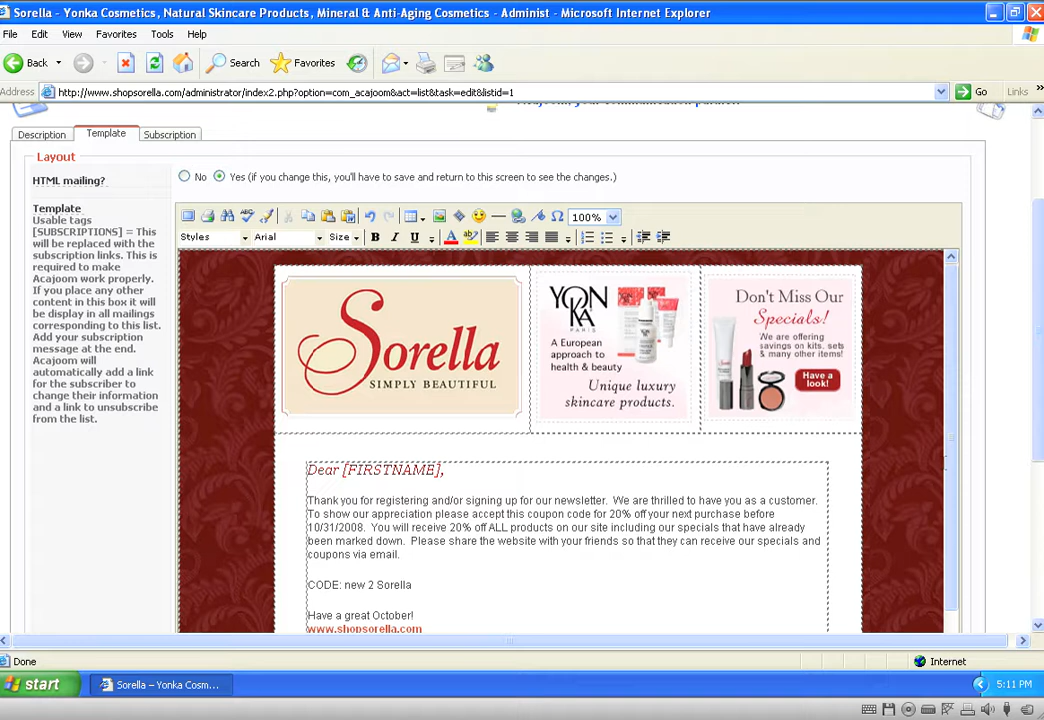 Sorella - Yonka Cosmetics, Natural Skincare Products, Mineral & Anti-Aging Cosmetics - Administ - Microsoft Internet Explorer
File Edit View Favorites Tools Help
Back Search Favorites
Address http://www.shopsorella.com/administrator/index2.php?option=com_acajoom&act=list&task=edit&listid=1 Go Links
Description Template Subscription
Layout
HTML mailing? No Yes (if you change this, you'll have to save and return to this screen to see the changes.)
Template
Usable tags
[SUBSCRIPTIONS] = This
will be replaced with the
subscription links. This is
required to make
Acajoom work properly.
If you place any other
content in this box it will
be display in all mailings
corresponding to this list.
Add your subscription
message at the end.
Acajoom will
automatically add a link
for the subscriber to
change their information
and a link to unsubscribe
from the list.
100%
Styles Arial Size B I U
Sorella
SIMPLY BEAUTIFUL
YON
KA
PARIS
A European
approach to
health & beauty
Unique luxury
skincare products.
Don't Miss Our
Specials!
We are offering
savings on kits, sets
& many other items!
Have a
look!
Dear [FIRSTNAME],
Thank you for registering and/or signing up for our newsletter. We are thrilled to have you as a customer.
To show our appreciation please accept this coupon code for 20% off your next purchase before
10/31/2008. You will receive 20% off ALL products on our site including our specials that have already
been marked down. Please share the website with your friends so that they can receive our specials and
coupons via email.
CODE: new 2 Sorella
Have a great October!
www.shopsorella.com
Done Internet
start Sorella – Yonka Cosm... 5:11 PM